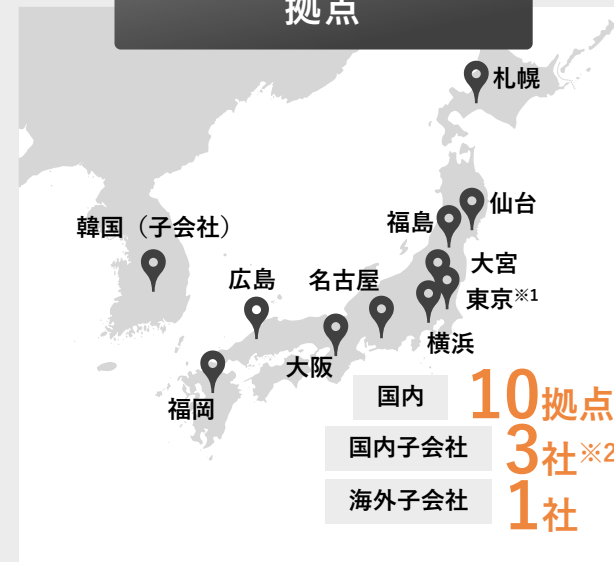 拠点
札幌
仙台
福島
韓国（子会社）
大宮
広島
名古屋
東京※1
横浜
大阪
福岡
国内 10拠点
国内子会社 3社※2
海外子会社 1社